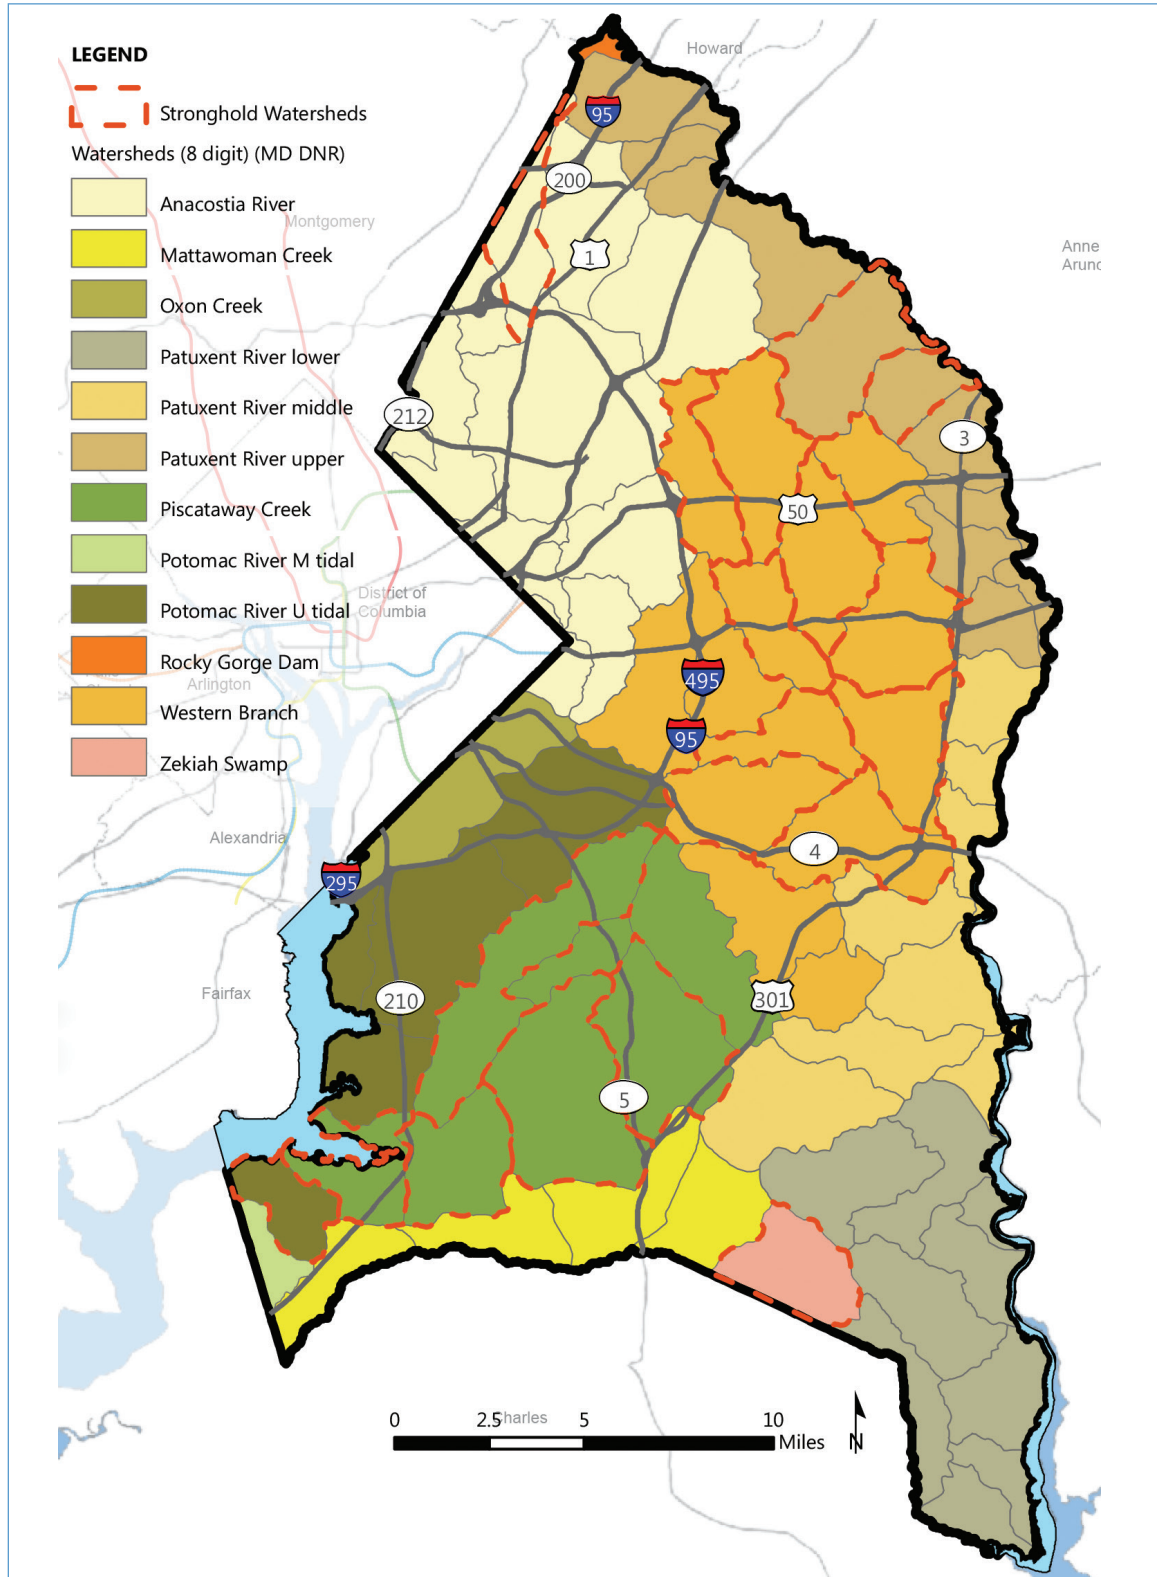 LEGEND
Stronghold Watersheds
Watersheds (8 digit) (MD DNR)
Anacostia River
Mattawoman Creek
Oxon Creek
Patuxent River lower
Patuxent River middle
Patuxent River upper
Piscataway Creek
Potomac River M tidal
Potomac River U tidal
Rocky Gorge Dam
Western Branch
Zekiah Swamp
Howard
Montgomery
Anne
Arunc
District of
Columbia
Arlington
Alexandria
Fairfax
Charles
95
200
1
212
3
50
495
95
4
295
210
301
5
0 2.5 5 10
Miles
N